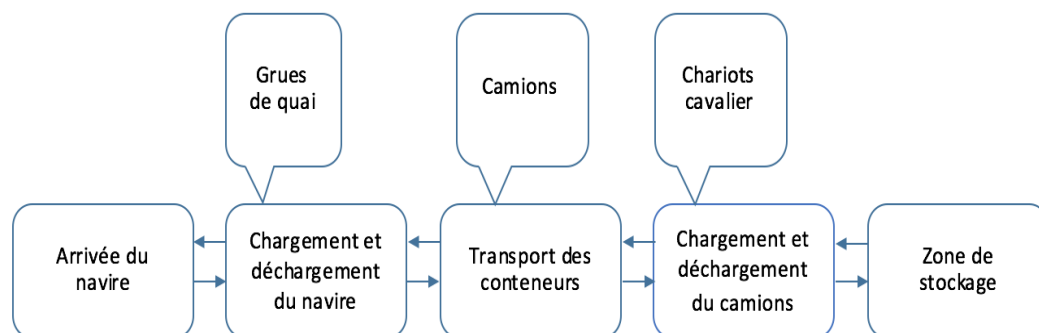 Grues
de quai
Camions
Chariots
cavalier
Arrivée du
navire
Chargement et
déchargement
du navire
Transport des
conteneurs
Chargement et
déchargement
du camions
Zone de
stockage